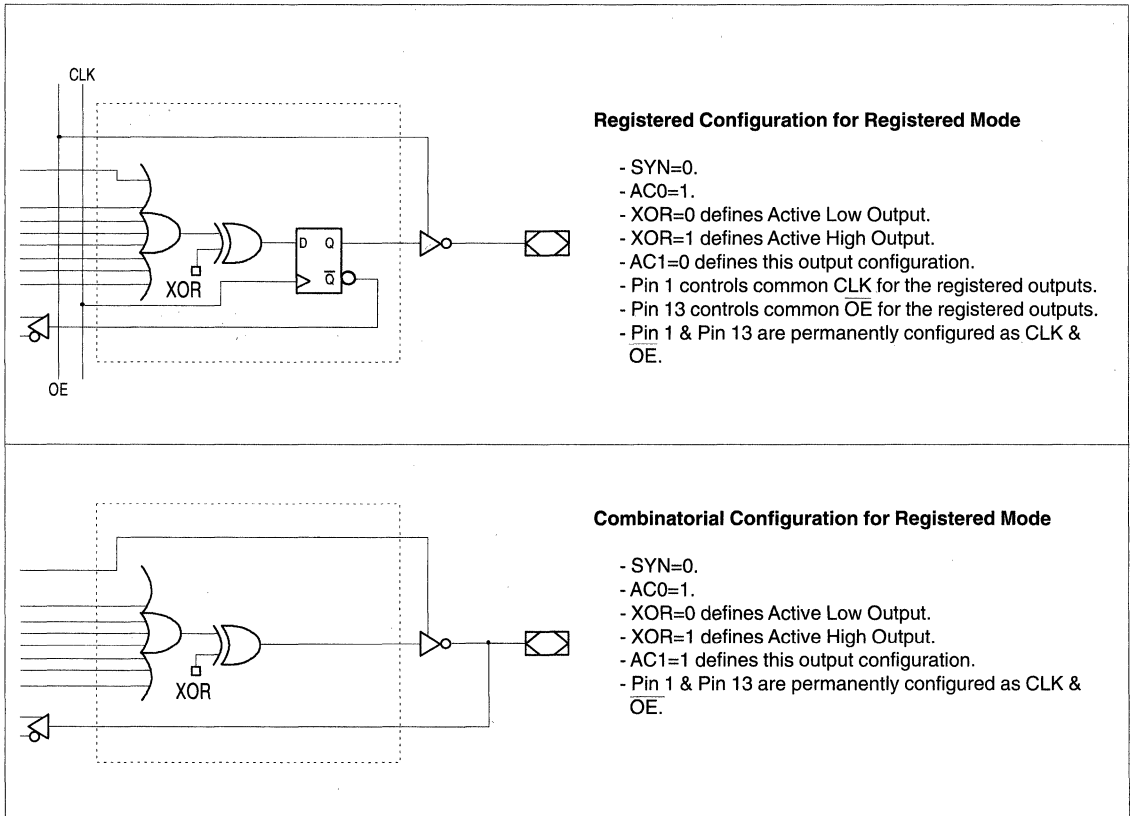 CLK
D Q
Q̅
XOR
OE
Registered Configuration for Registered Mode
- SYN=0.
- AC0=1.
- XOR=0 defines Active Low Output.
- XOR=1 defines Active High Output.
- AC1=0 defines this output configuration.
- Pin 1 controls common CLK for the registered outputs.
- Pin 13 controls common O̅E̅ for the registered outputs.
- Pin 1 & Pin 13 are permanently configured as CLK &
O̅E̅.
XOR
Combinatorial Configuration for Registered Mode
- SYN=0.
- AC0=1.
- XOR=0 defines Active Low Output.
- XOR=1 defines Active High Output.
- AC1=1 defines this output configuration.
- Pin 1 & Pin 13 are permanently configured as CLK &
O̅E̅.